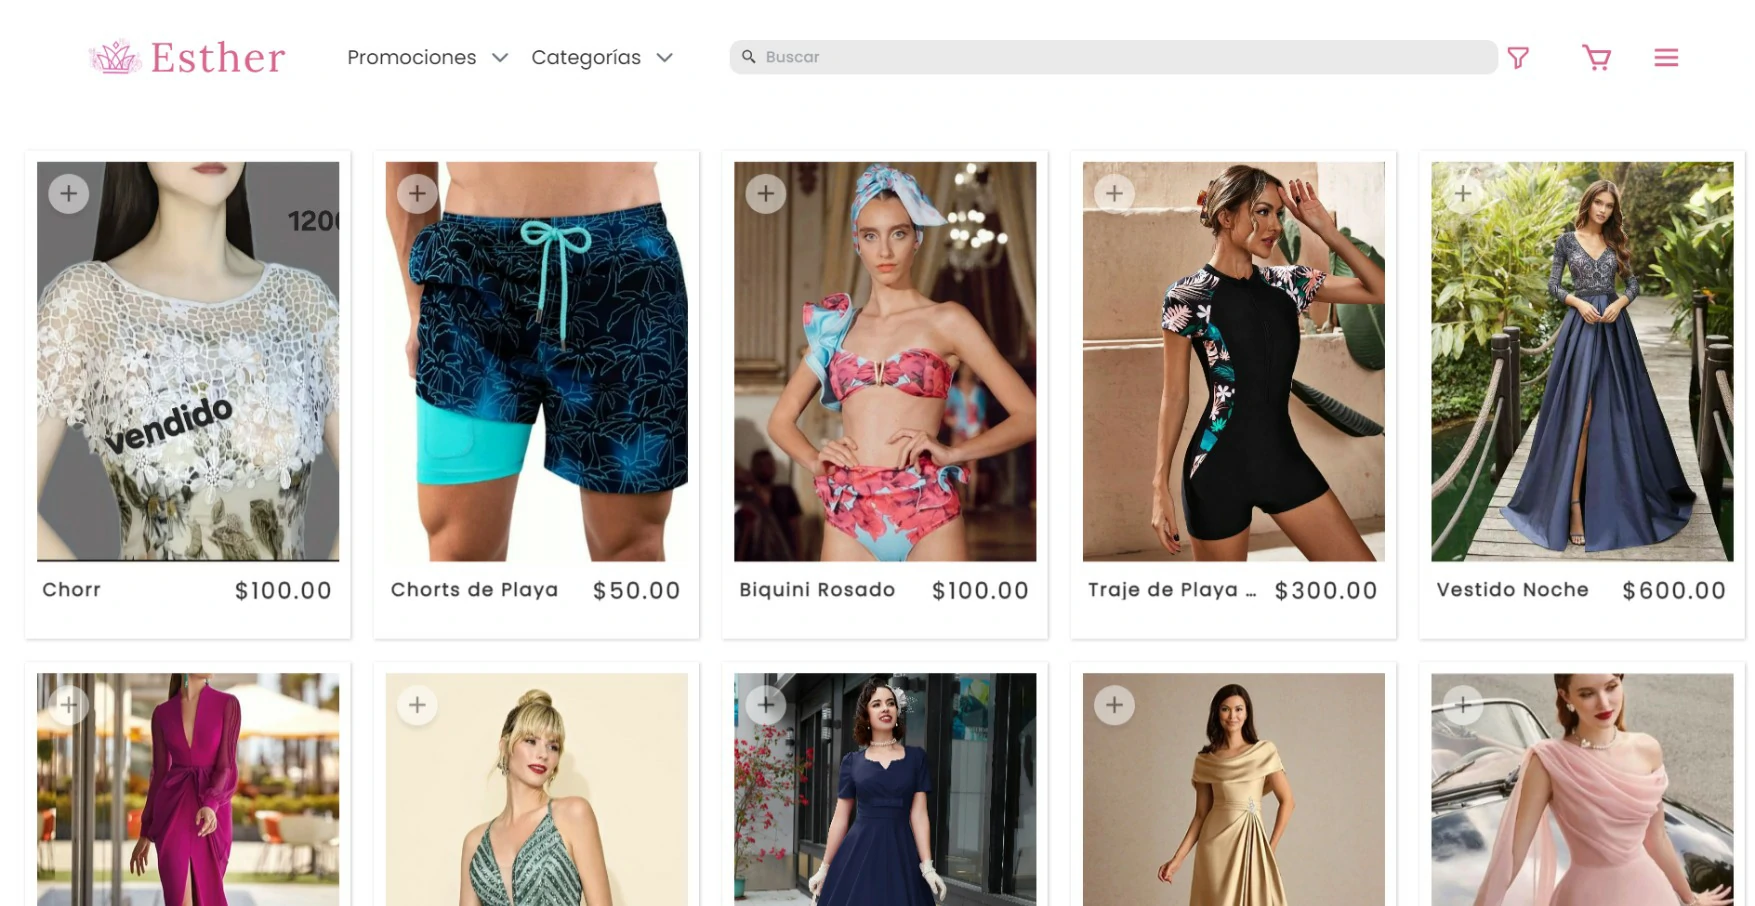 Esther
Promociones
Categorías
Buscar
120
vendido
Chorr $100.00
Chorts de Playa $50.00
Biquini Rosado $100.00
Traje de Playa ... $300.00
Vestido Noche $600.00